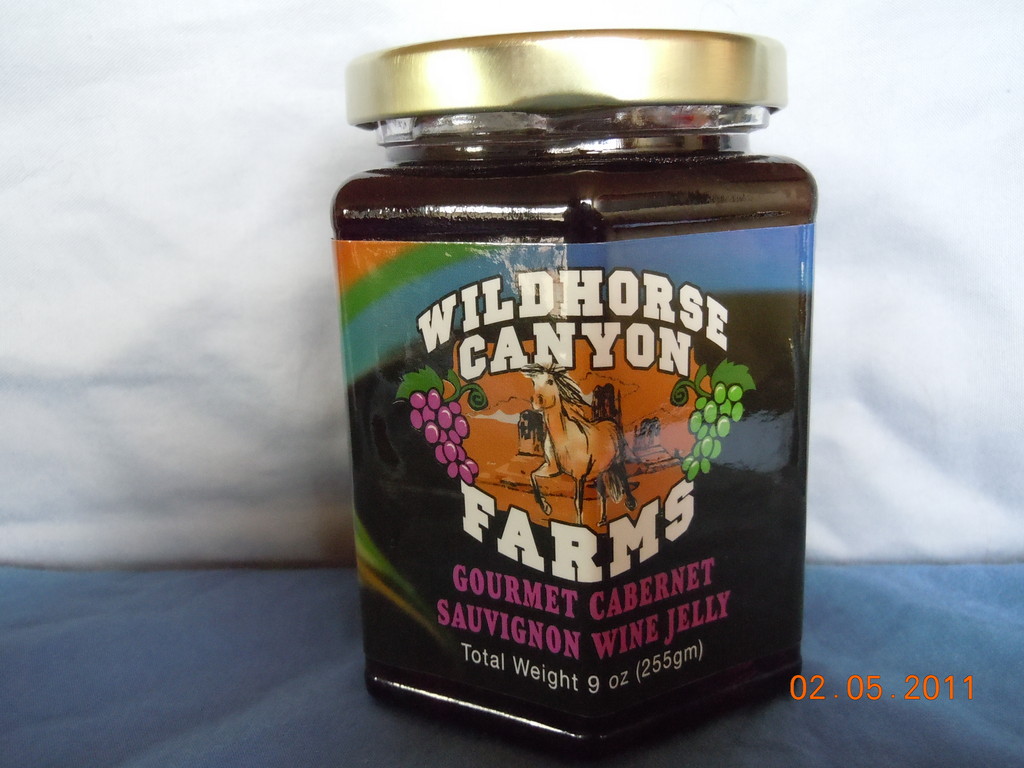 WILDHORSE
CANYON
FARMS
GOURMET CABERNET
SAUVIGNON WINE JELLY
Total Weight 9 oz (255gm)
02.05.2011